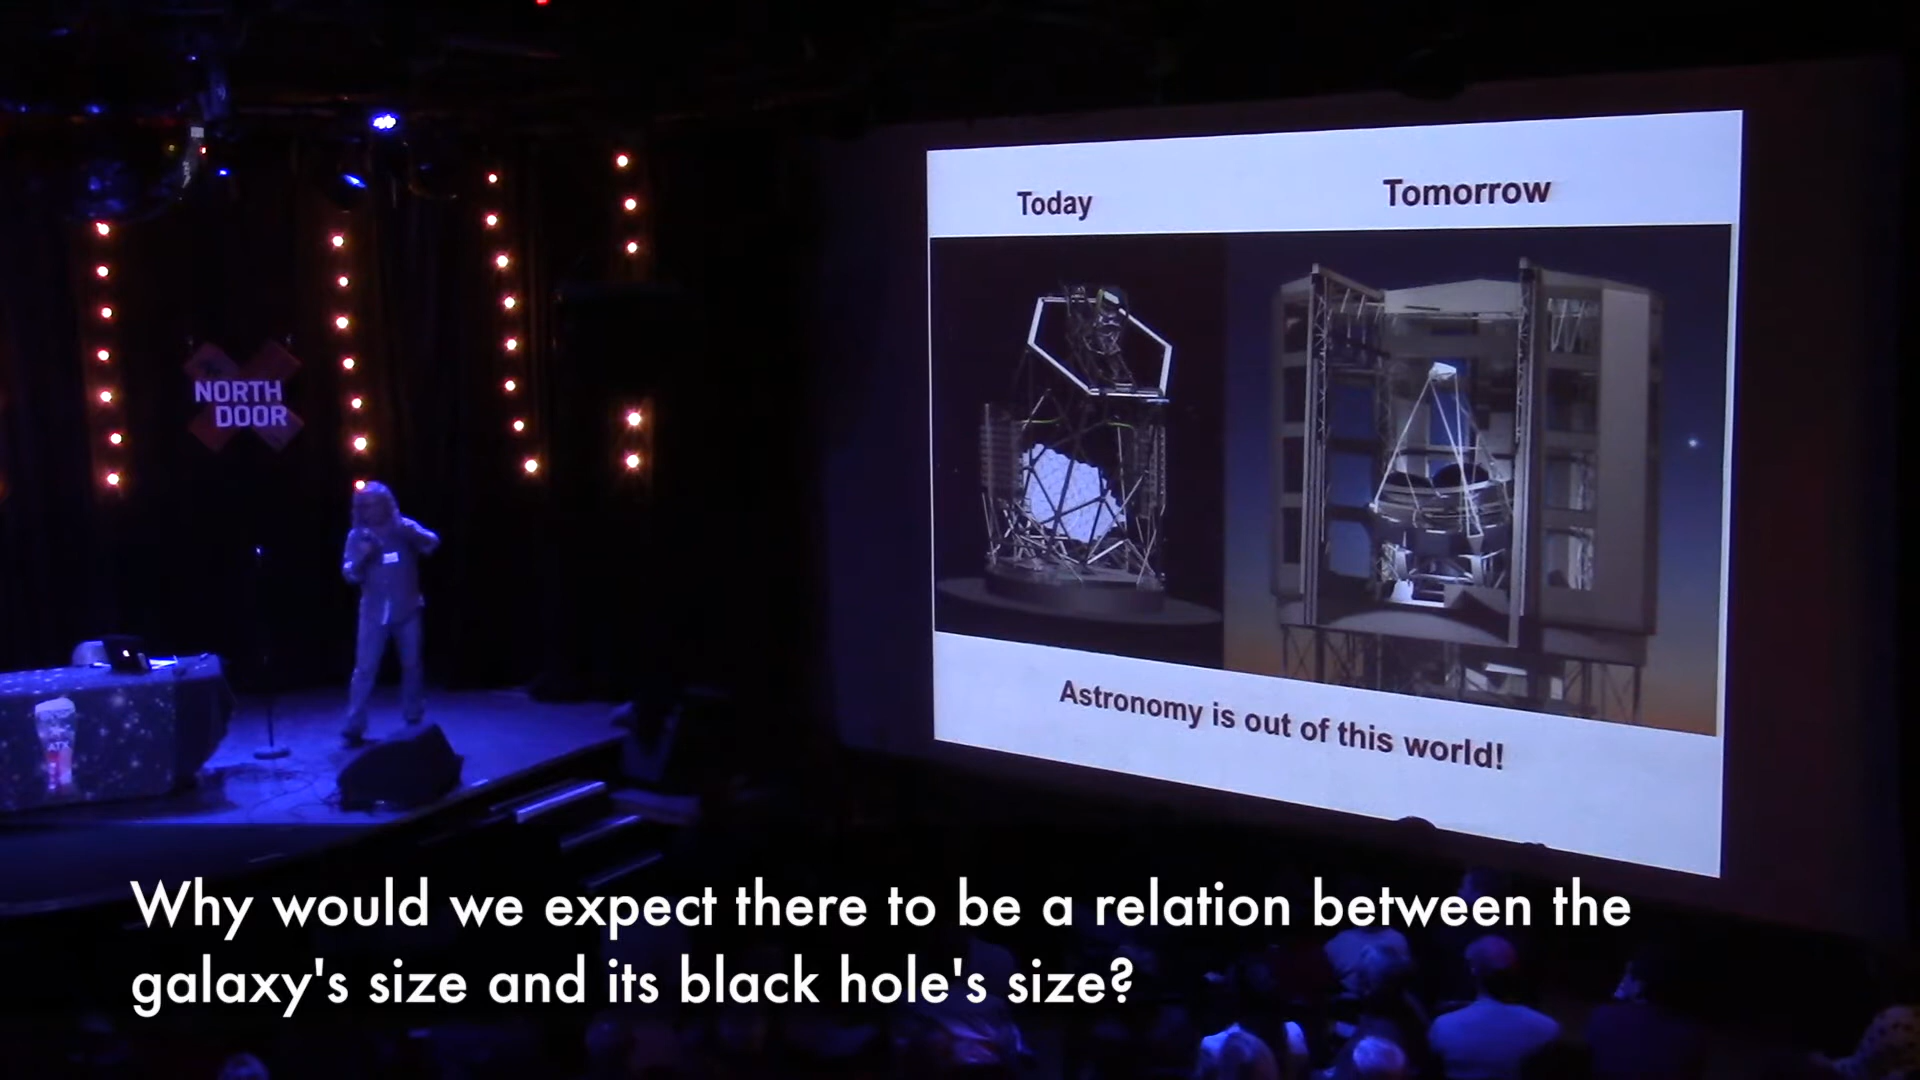 NORTH
DOOR
Today
Tomorrow
Astronomy is out of this world!
ATX
Why would we expect there to be a relation between the
galaxy's size and its black hole's size?